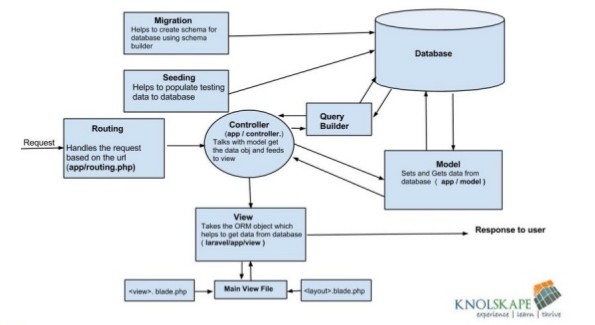 Migration
Helps to create schema for
database using schema
builder
Database
Seeding
Helps to populate testing
data to database
Query
Builder
Controller
(app / controller.)
Talks with model get
the data obj and feeds
to view
Routing
Request
Handles the request
based on the url
(app/routing.php)
Model
Sets and Gets data from
database ( app / model )
View
Takes the ORM object which
helps to get data from database
( laravel/app/view )
Response to user
<view>. blade.php
Main View File
<layout>.blade.php
KNOLSKAPE
experience | learn | thrive